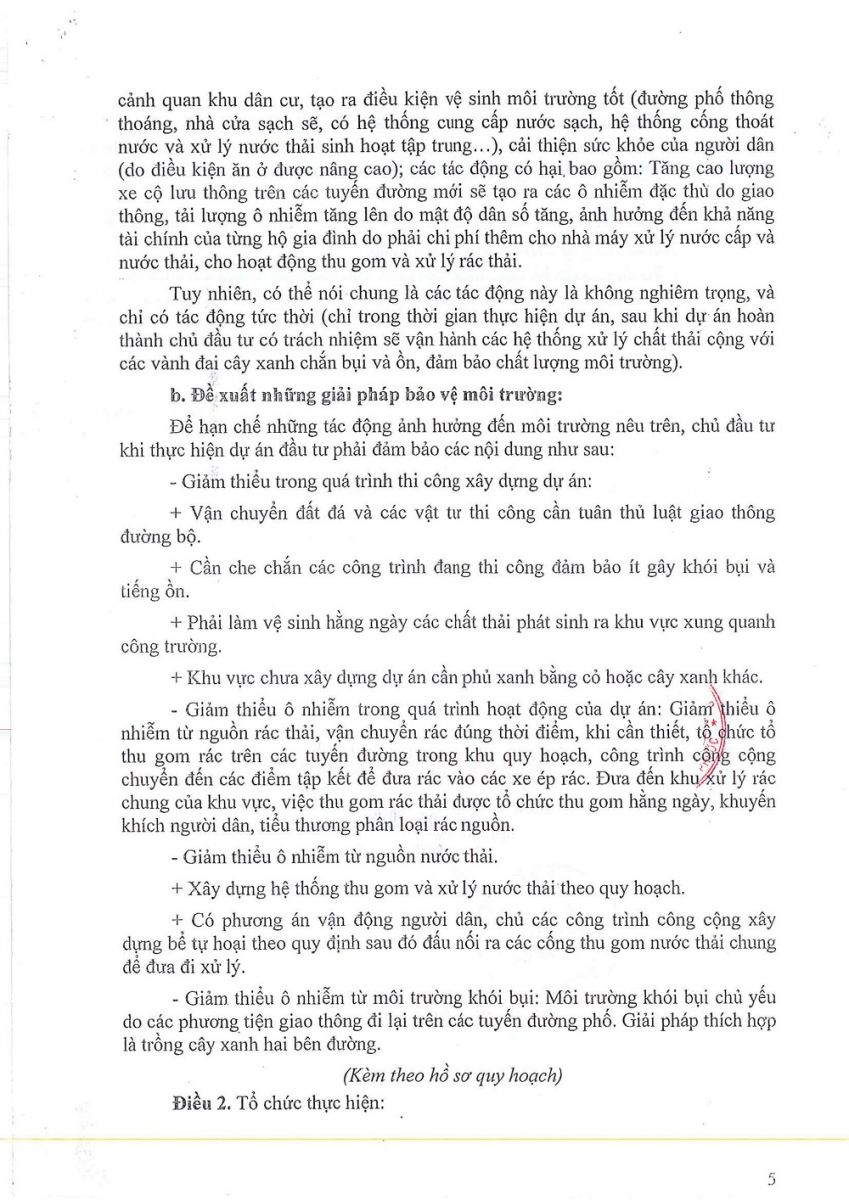 cảnh quan khu dân cư, tạo ra điều kiện vệ sinh môi trường tốt (đường phố thông
thoáng, nhà cửa sạch sẽ, có hệ thống cung cấp nước sạch, hệ thống cống thoát
nước và xử lý nước thải sinh hoạt tập trung...), cải thiện sức khỏe của người dân
(do điều kiện ăn ở được nâng cao); các tác động có hại bao gồm: Tăng cao lượng
xe cộ lưu thông trên các tuyến đường mới sẽ tạo ra các ô nhiễm đặc thù do giao
thông, tải lượng ô nhiễm tăng lên do mật độ dân số tăng, ảnh hưởng đến khả năng
tài chính của từng hộ gia đình do phải chi phí thêm cho nhà máy xử lý nước cấp và
nước thải, cho hoạt động thu gom và xử lý rác thải.
Tuy nhiên, có thể nói chung là các tác động này là không nghiêm trọng, và
chỉ có tác động tức thời (chỉ trong thời gian thực hiện dự án, sau khi dự án hoàn
thành chủ đầu tư có trách nhiệm sẽ vận hành các hệ thống xử lý chất thải cộng với
các vành đai cây xanh chắn bụi và ồn, đảm bảo chất lượng môi trường).
b. Đề xuất những giải pháp bảo vệ môi trường:
Để hạn chế những tác động ảnh hưởng đến môi trường nêu trên, chủ đầu tư
khi thực hiện dự án đầu tư phải đảm bảo các nội dung như sau:
- Giảm thiểu trong quá trình thi công xây dựng dự án:
+ Vận chuyển đất đá và các vật tư thi công cần tuân thủ luật giao thông
đường bộ.
+ Cần che chắn các công trình đang thi công đảm bảo ít gây khói bụi và
tiếng ồn.
+ Phải làm vệ sinh hằng ngày các chất thải phát sinh ra khu vực xung quanh
công trường.
+ Khu vực chưa xây dựng dự án cần phủ xanh bằng cỏ hoặc cây xanh khác.
- Giảm thiểu ô nhiễm trong quá trình hoạt động của dự án: Giảm thiểu ô
nhiễm từ nguồn rác thải, vận chuyển rác đúng thời điểm, khi cần thiết, tổ chức tổ
thu gom rác trên các tuyến đường trong khu quy hoạch, công trình công cộng
chuyển đến các điểm tập kết để đưa rác vào các xe ép rác. Đưa đến khu xử lý rác
chung của khu vực, việc thu gom rác thải được tổ chức thu gom hằng ngày, khuyến
khích người dân, tiểu thương phân loại rác nguồn.
- Giảm thiểu ô nhiễm từ nguồn nước thải.
+ Xây dựng hệ thống thu gom và xử lý nước thải theo quy hoạch.
+ Có phương án vận động người dân, chủ các công trình công cộng xây
dựng bể tự hoại theo quy định sau đó đấu nối ra các cống thu gom nước thải chung
để đưa đi xử lý.
- Giảm thiểu ô nhiễm từ môi trường khói bụi: Môi trường khói bụi chủ yếu
do các phương tiện giao thông đi lại trên các tuyến đường phố. Giải pháp thích hợp
là trồng cây xanh hai bên đường.
(Kèm theo hồ sơ quy hoạch)
Điều 2. Tổ chức thực hiện:
5